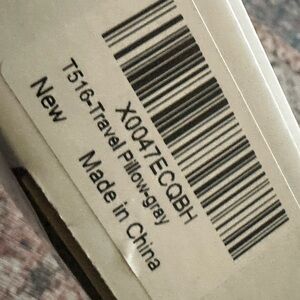 X0047ECQBH
T516-Travel Pillow-gray
New
Made in China